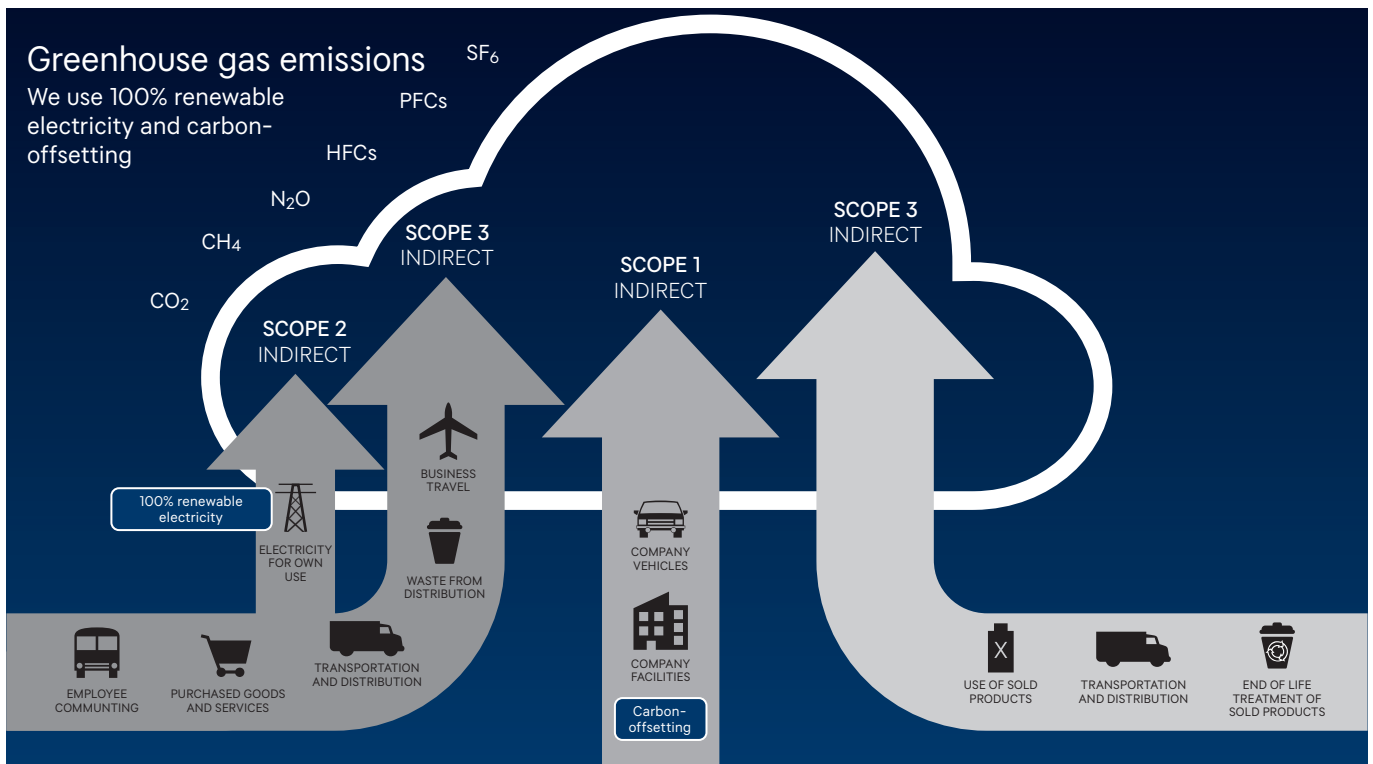 Greenhouse gas emissions
We use 100% renewable
electricity and carbon-
offsetting
SF₆
PFCs
HFCs
N₂O
CH₄
CO₂
SCOPE 2
INDIRECT
SCOPE 3
INDIRECT
SCOPE 1
INDIRECT
SCOPE 3
INDIRECT
100% renewable
electricity
ELECTRICITY
FOR OWN
USE
BUSINESS
TRAVEL
WASTE FROM
DISTRIBUTION
EMPLOYEE
COMMUNTING
PURCHASED GOODS
AND SERVICES
TRANSPORTATION
AND DISTRIBUTION
COMPANY
VEHICLES
COMPANY
FACILITIES
Carbon-
offsetting
X
USE OF SOLD
PRODUCTS
TRANSPORTATION
AND DISTRIBUTION
END OF LIFE
TREATMENT OF
SOLD PRODUCTS